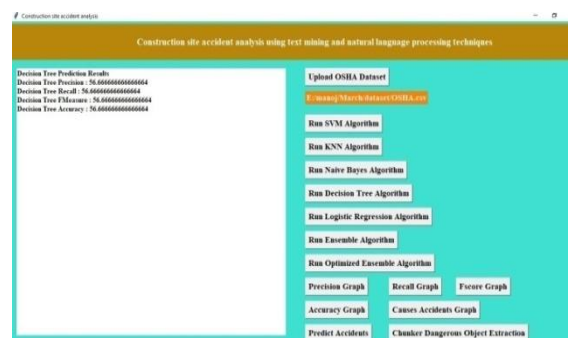 Construction site accident analysis
Construction site accident analysis using text mining and natural language processing techniques
Decision Tree Prediction Results
Decision Tree Precision : 56.666666666666664
Decision Tree Recall : 56.666666666666664
Decision Tree FMeasure : 56.666666666666664
Decision Tree Accuracy : 56.666666666666664
Upload OSHA Dataset
E:/manoj/March/dataset/OSHA.csv
Run SVM Algorithm
Run KNN Algorithm
Run Naive Bayes Algorithm
Run Decision Tree Algorithm
Run Logistic Regression Algorithm
Run Ensemble Algorithm
Run Optimized Ensemble Algorithm
Precision Graph
Recall Graph
Fscore Graph
Accuracy Graph
Causes Accidents Graph
Predict Accidents
Chunker Dangerous Object Extraction